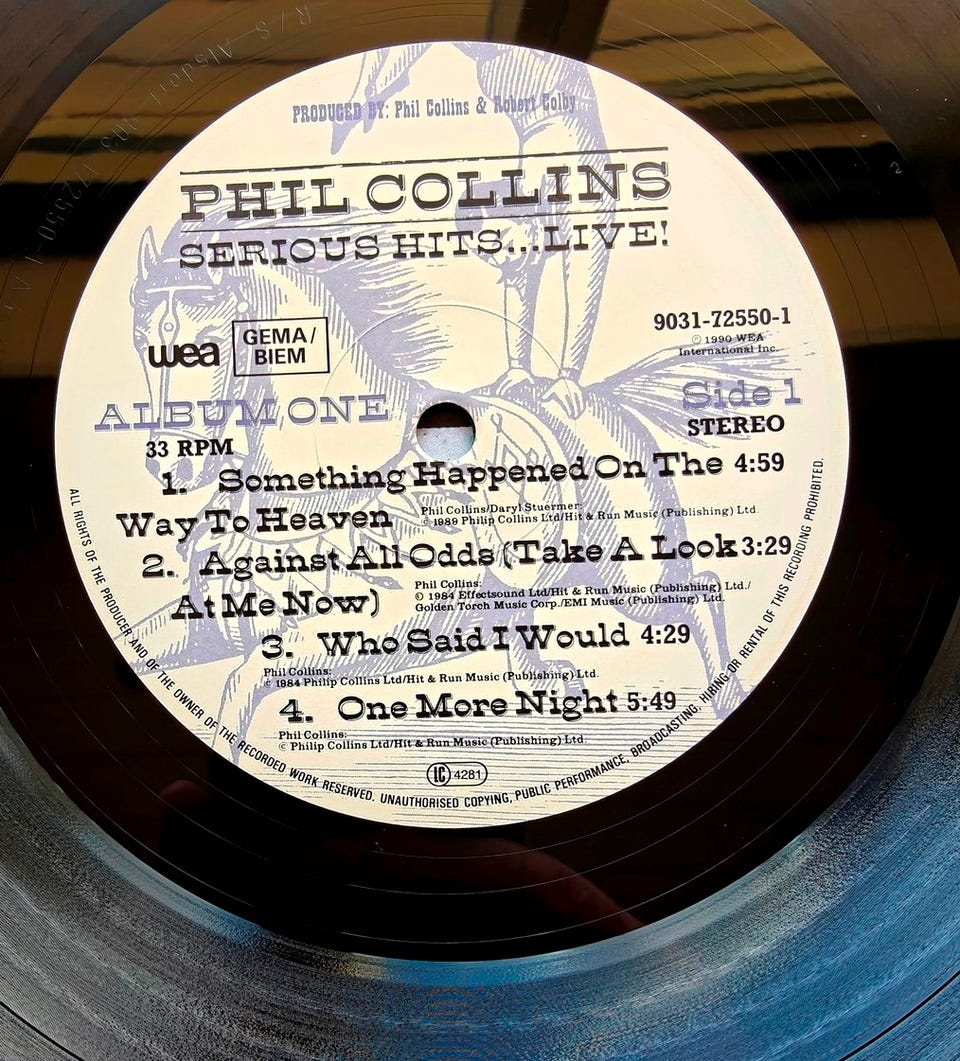 R/S Alsdorf
PRODUCED BY: Phil Collins & Robert Colby
PHIL COLLINS
SERIOUS HITS...LIVE!
wea
GEMA/
BIEM
9031-72550-1
© 1990 WEA
International Inc.
ALBUM ONE
Side 1
33 RPM
STEREO
1. Something Happened On The 4:59
Way To Heaven
Phil Collins/Daryl Stuermer:
© 1989 Philip Collins Ltd/Hit & Run Music (Publishing) Ltd.
2. Against All Odds (Take A Look 3:29
At Me Now)
Phil Collins:
© 1984 Effectsound Ltd/Hit & Run Music (Publishing) Ltd./
Golden Torch Music Corp./EMI Music (Publishing) Ltd.
3. Who Said I Would 4:29
Phil Collins:
© 1984 Philip Collins Ltd/Hit & Run Music (Publishing) Ltd.
4. One More Night 5:49
Phil Collins:
© Philip Collins Ltd/Hit & Run Music (Publishing) Ltd.
LC 4281
ALL RIGHTS OF THE PRODUCER AND OF THE OWNER OF THE RECORDED WORK RESERVED. UNAUTHORISED COPYING, PUBLIC PERFORMANCE, BROADCASTING, HIRING OR RENTAL OF THIS RECORDING PROHIBITED.
2